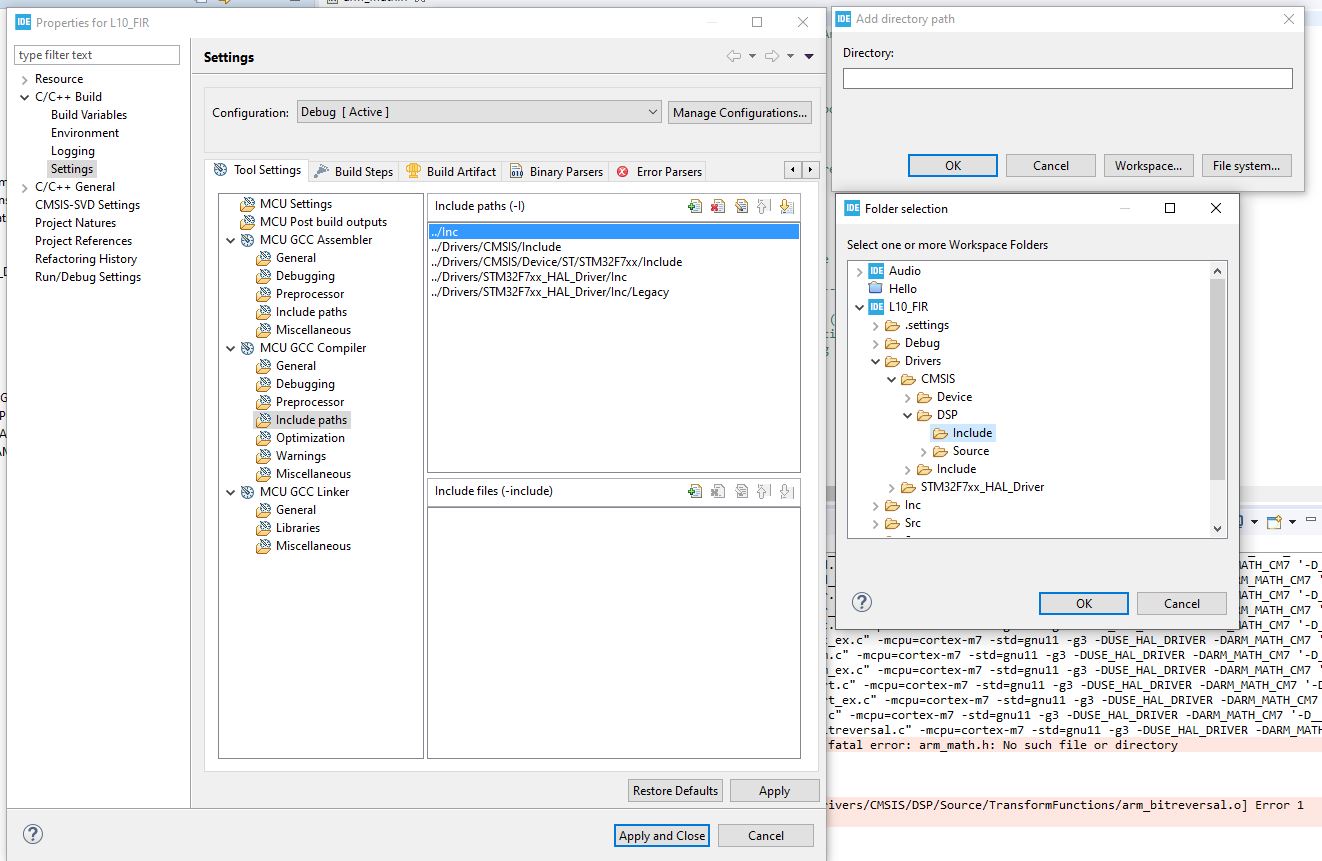 IDE Properties for L10_FIR
type filter text
Resource
C/C++ Build
Build Variables
Environment
Logging
Settings
C/C++ General
CMSIS-SVD Settings
Project Natures
Project References
Refactoring History
Run/Debug Settings
Settings
Configuration:
Debug [ Active ]
Manage Configurations...
Tool Settings
Build Steps
Build Artifact
Binary Parsers
Error Parsers
MCU Settings
MCU Post build outputs
MCU GCC Assembler
General
Debugging
Preprocessor
Include paths
Miscellaneous
MCU GCC Compiler
General
Debugging
Preprocessor
Include paths
Optimization
Warnings
Miscellaneous
MCU GCC Linker
General
Libraries
Miscellaneous
Include paths (-I)
../Inc
../Drivers/CMSIS/Include
../Drivers/CMSIS/Device/ST/STM32F7xx/Include
../Drivers/STM32F7xx_HAL_Driver/Inc
../Drivers/STM32F7xx_HAL_Driver/Inc/Legacy
Include files (-include)
Restore Defaults
Apply
Apply and Close
Cancel
IDE Add directory path
Directory:
OK
Cancel
Workspace...
File system...
IDE Folder selection
Select one or more Workspace Folders
IDE Audio
Hello
IDE L10_FIR
.settings
Debug
Drivers
CMSIS
Device
DSP
Include
Source
Include
STM32F7xx_HAL_Driver
Inc
Src
OK
Cancel
t_ex.c" -mcpu=cortex-m7 -std=gnu11 -g3 -DUSE_HAL_DRIVER -DARM_MATH_CM7 '
.c" -mcpu=cortex-m7 -std=gnu11 -g3 -DUSE_HAL_DRIVER -DARM_MATH_CM7 '-D_
_ex.c" -mcpu=cortex-m7 -std=gnu11 -g3 -DUSE_HAL_DRIVER -DARM_MATH_CM7 '
t.c" -mcpu=cortex-m7 -std=gnu11 -g3 -DUSE_HAL_DRIVER -DARM_MATH_CM7 '-D
t_ex.c" -mcpu=cortex-m7 -std=gnu11 -g3 -DUSE_HAL_DRIVER -DARM_MATH_CM7 '
.c" -mcpu=cortex-m7 -std=gnu11 -g3 -DUSE_HAL_DRIVER -DARM_MATH_CM7 '-D__
itreversal.c" -mcpu=cortex-m7 -std=gnu11 -g3 -DUSE_HAL_DRIVER -DARM_MATH
fatal error: arm_math.h: No such file or directory
rivers/CMSIS/DSP/Source/TransformFunctions/arm_bitreversal.o] Error 1